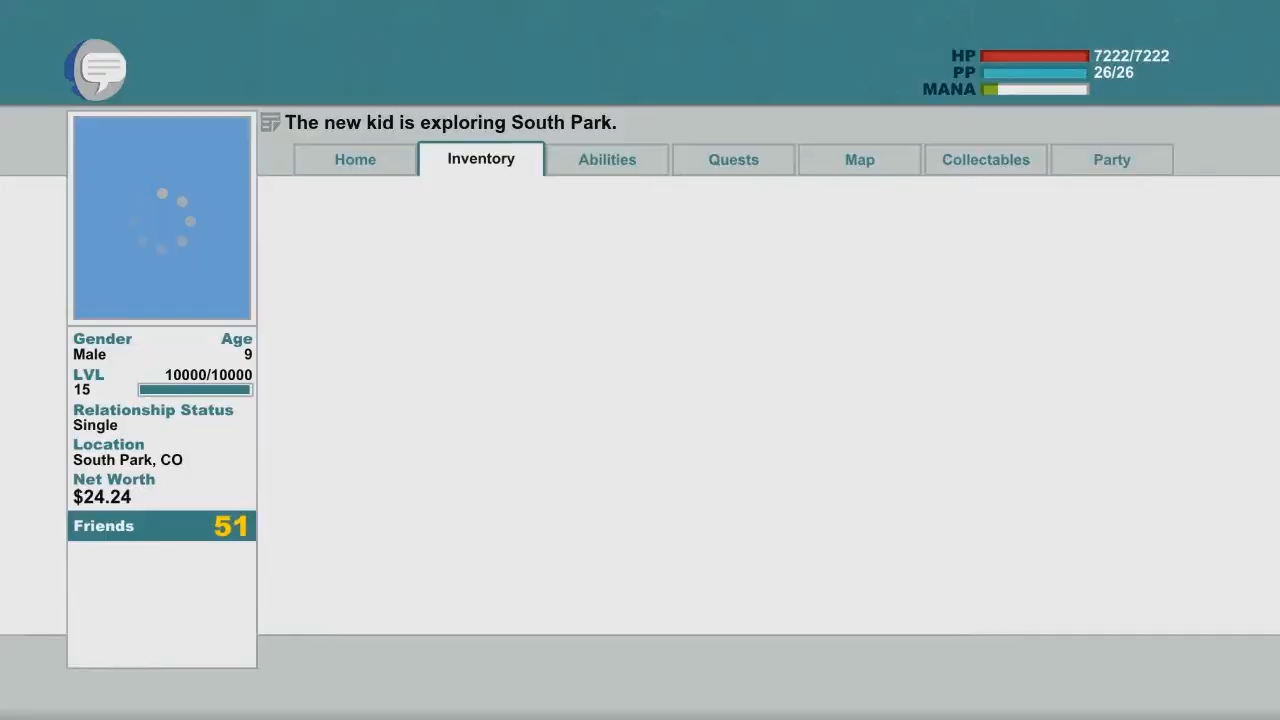 HP 7222/7222
PP 26/26
MANA
The new kid is exploring South Park.
Home Inventory Abilities Quests Map Collectables Party
Gender Age
Male 9
LVL 10000/10000
15
Relationship Status
Single
Location
South Park, CO
Net Worth
$24.24
Friends 51